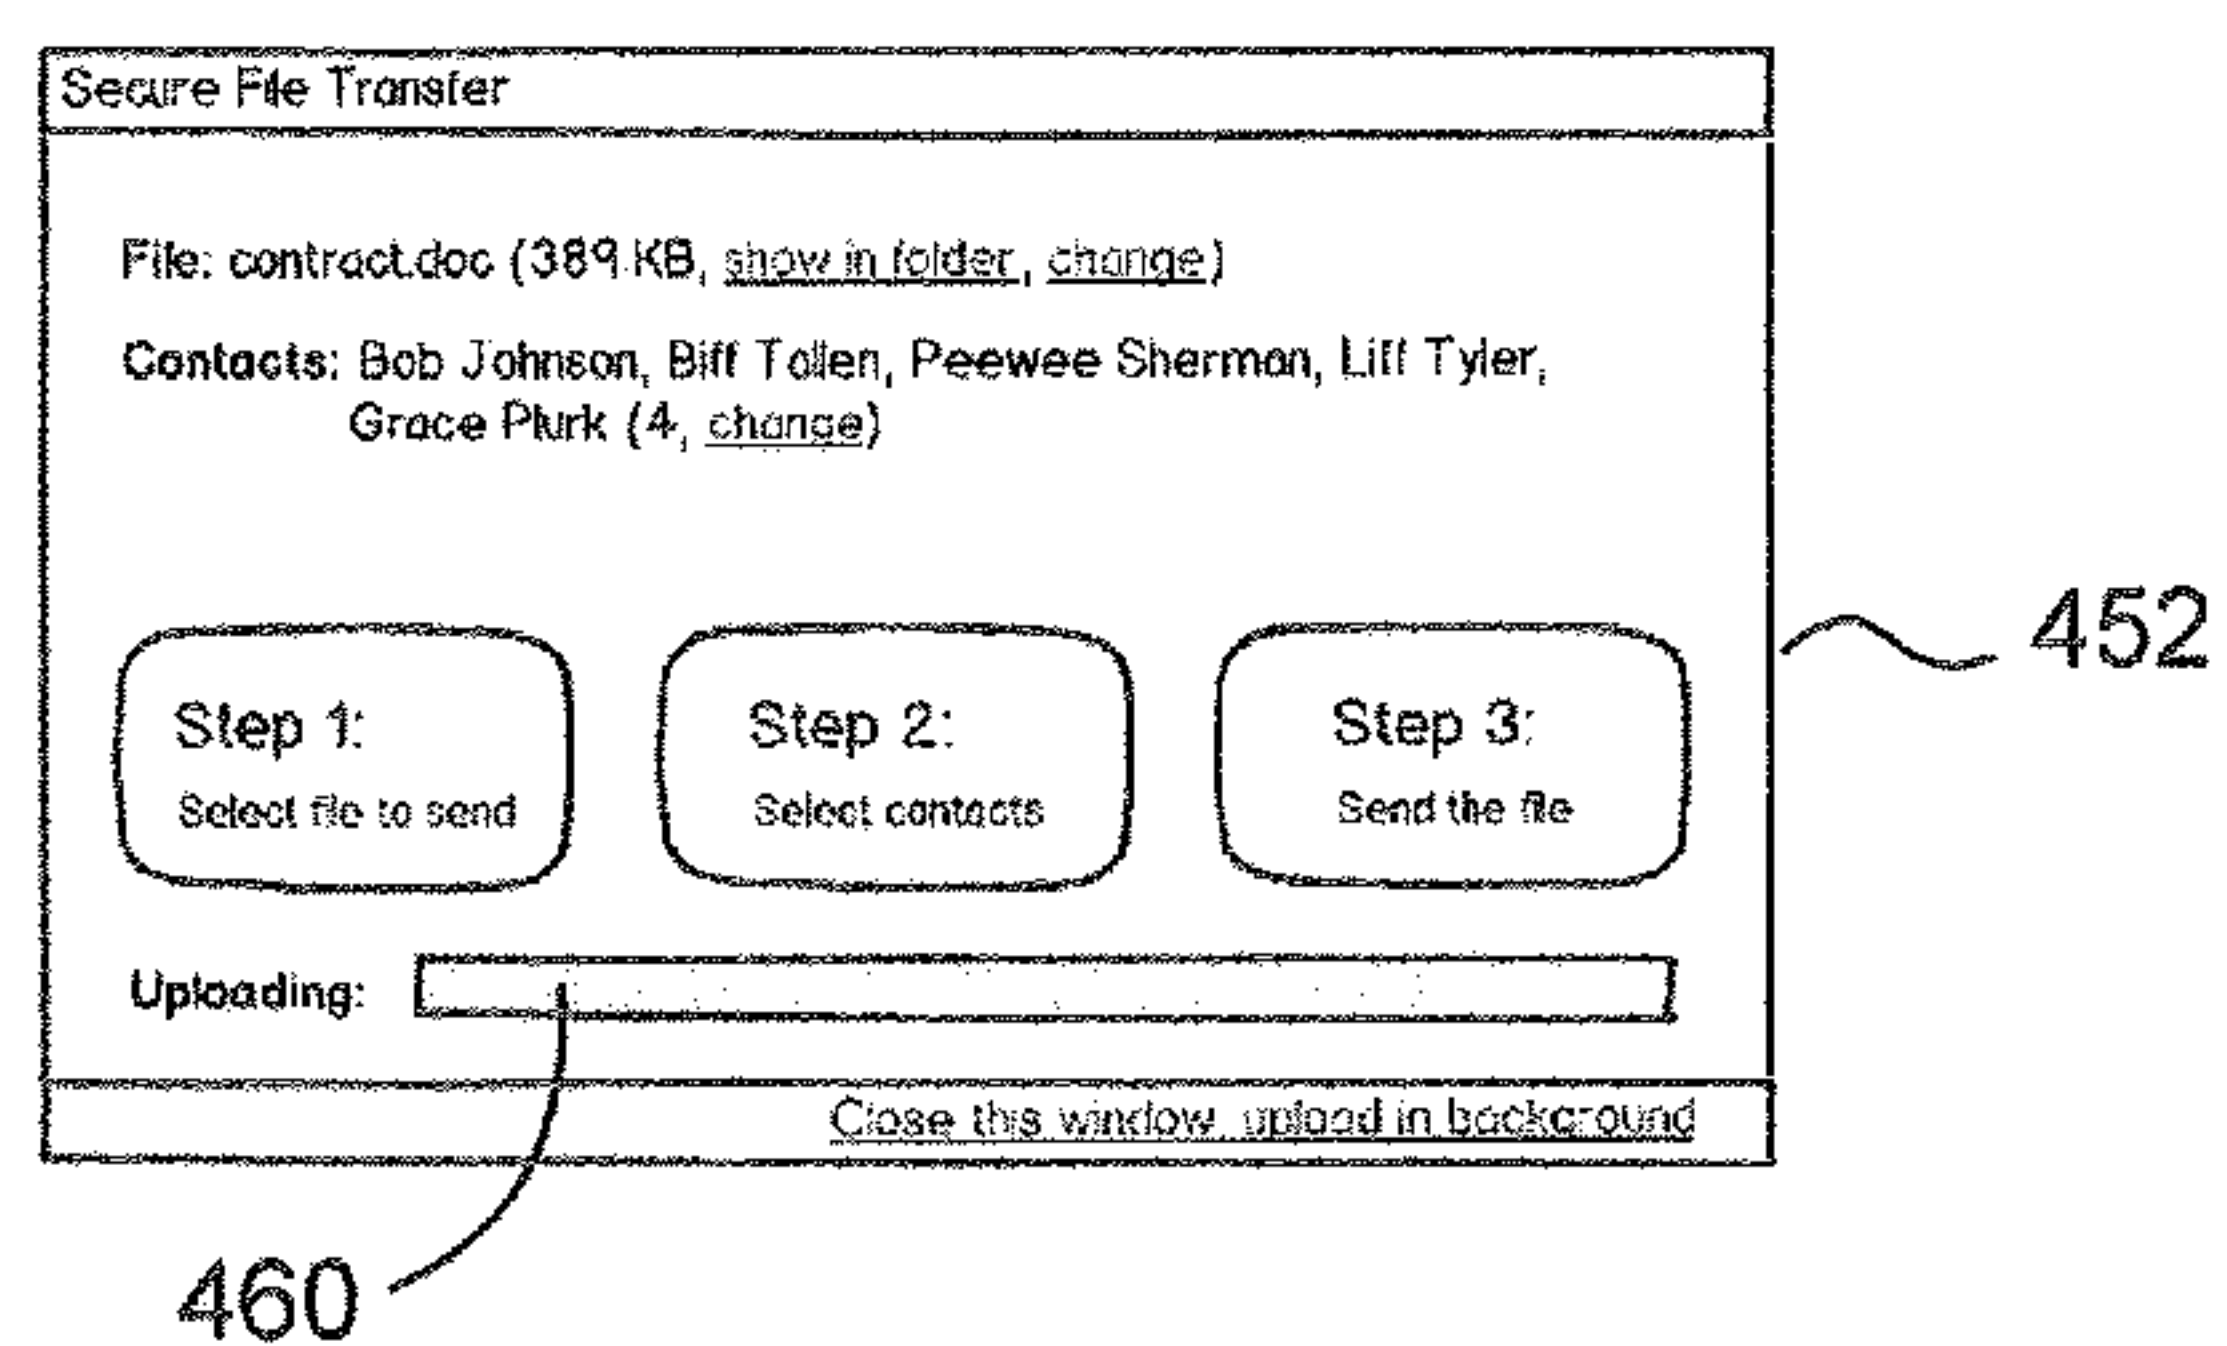 Secure File Transfer
File: contract.doc (389 KB, show in folder, change)
Contacts: Bob Johnson, Biff Tollen, Peewee Sherman, Liff Tyler,
Grace Plurk (4, change)
452
Step 1:
Select file to send
Step 2:
Select contacts
Step 3:
Send the file
Uploading:
Close this window, upload in background
460